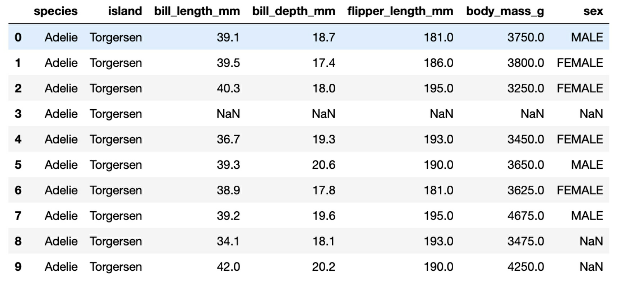 species island bill_length_mm bill_depth_mm flipper_length_mm body_mass_g sex
0 Adelie Torgersen 39.1 18.7 181.0 3750.0 MALE
1 Adelie Torgersen 39.5 17.4 186.0 3800.0 FEMALE
2 Adelie Torgersen 40.3 18.0 195.0 3250.0 FEMALE
3 Adelie Torgersen NaN NaN NaN NaN NaN
4 Adelie Torgersen 36.7 19.3 193.0 3450.0 FEMALE
5 Adelie Torgersen 39.3 20.6 190.0 3650.0 MALE
6 Adelie Torgersen 38.9 17.8 181.0 3625.0 FEMALE
7 Adelie Torgersen 39.2 19.6 195.0 4675.0 MALE
8 Adelie Torgersen 34.1 18.1 193.0 3475.0 NaN
9 Adelie Torgersen 42.0 20.2 190.0 4250.0 NaN